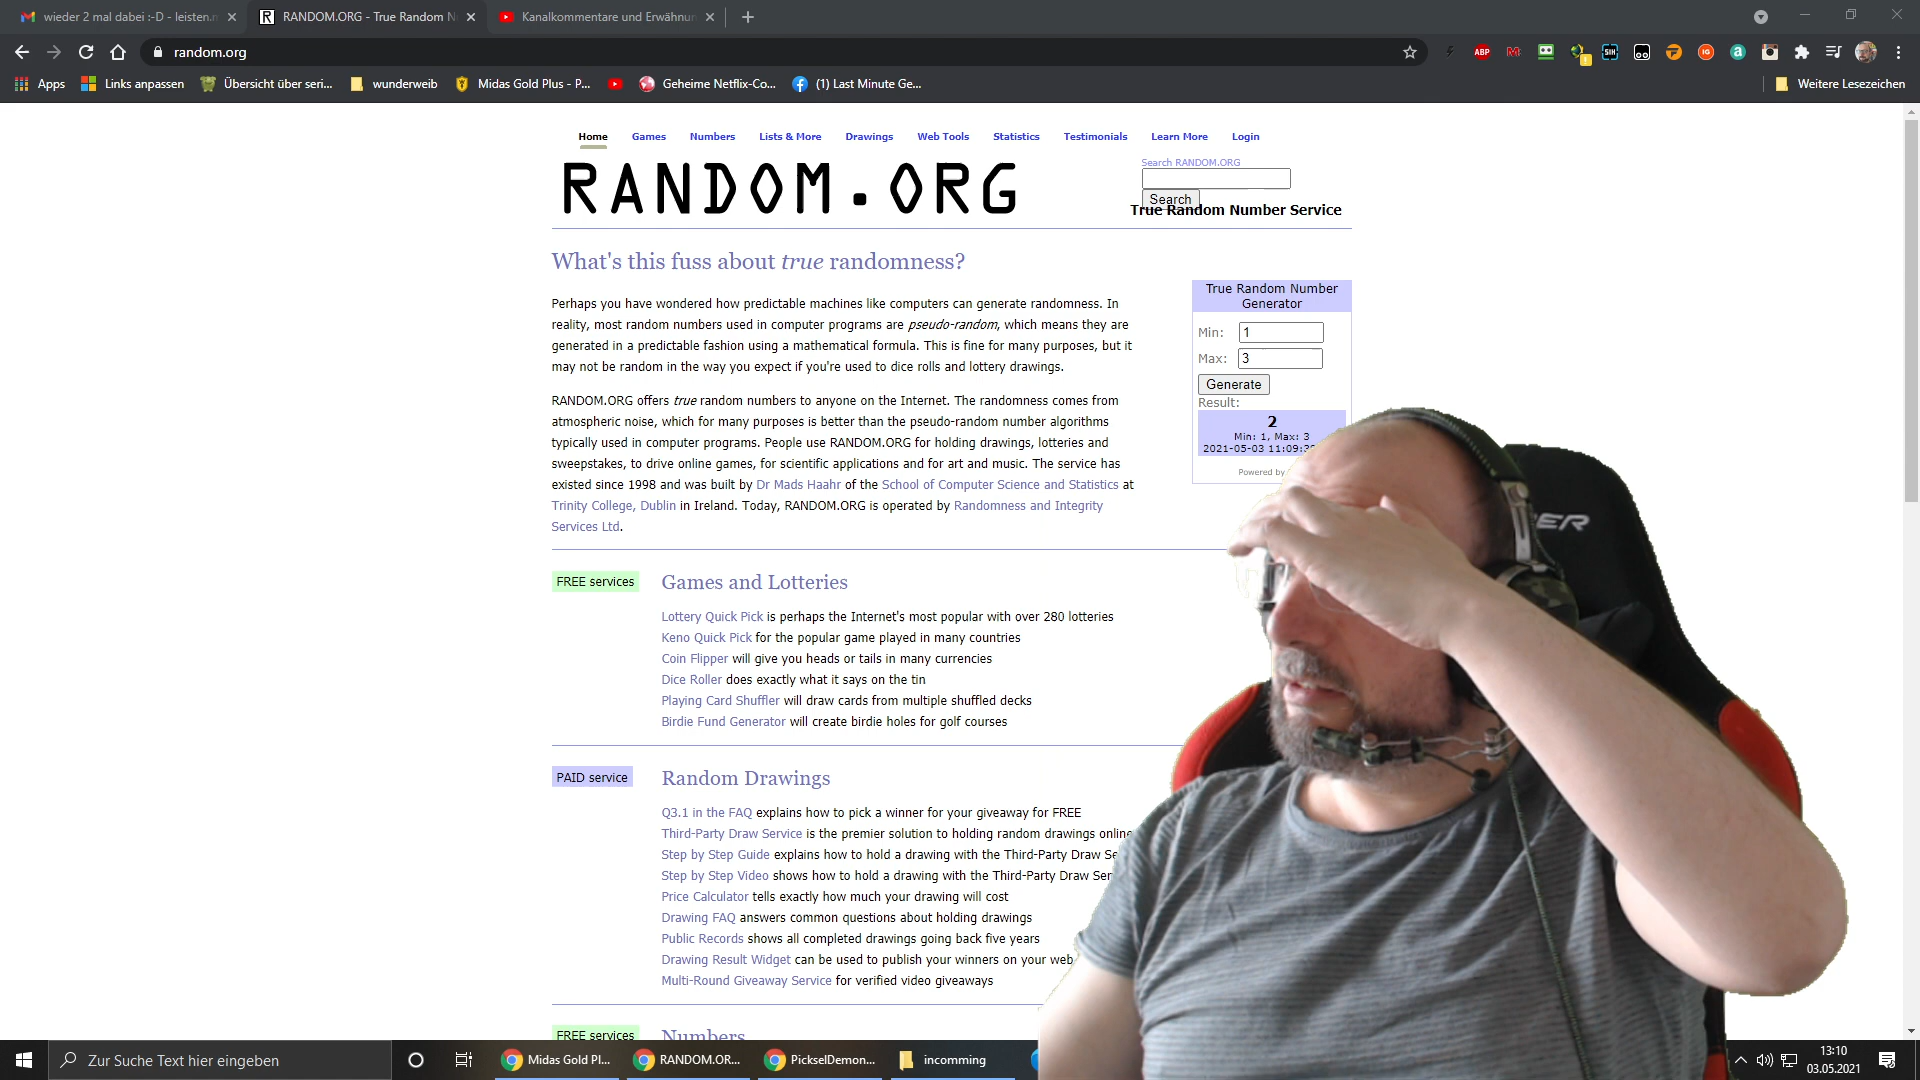 wieder 2 mal dabei :-D - leisten.m
RANDOM.ORG - True Random N
Kanalkommentare und Erwähnun
random.org
Apps
Links anpassen
Übersicht über seri...
wunderweib
Midas Gold Plus - P...
Geheime Netflix-Co...
(1) Last Minute Ge...
Weitere Lesezeichen
Home
Games
Numbers
Lists & More
Drawings
Web Tools
Statistics
Testimonials
Learn More
Login
RANDOM.ORG
Search RANDOM.ORG
Search
True Random Number Service
What's this fuss about true randomness?
Perhaps you have wondered how predictable machines like computers can generate randomness. In
reality, most random numbers used in computer programs are pseudo-random, which means they are
generated in a predictable fashion using a mathematical formula. This is fine for many purposes, but it
may not be random in the way you expect if you're used to dice rolls and lottery drawings.
RANDOM.ORG offers true random numbers to anyone on the Internet. The randomness comes from
atmospheric noise, which for many purposes is better than the pseudo-random number algorithms
typically used in computer programs. People use RANDOM.ORG for holding drawings, lotteries and
sweepstakes, to drive online games, for scientific applications and for art and music. The service has
existed since 1998 and was built by Dr Mads Haahr of the School of Computer Science and Statistics at
Trinity College, Dublin in Ireland. Today, RANDOM.ORG is operated by Randomness and Integrity
Services Ltd.
True Random Number
Generator
Min: 1
Max: 3
Generate
Result:
2
Min: 1, Max: 3
2021-05-03 11:09:3
Powered by
FREE services
Games and Lotteries
Lottery Quick Pick is perhaps the Internet's most popular with over 280 lotteries
Keno Quick Pick for the popular game played in many countries
Coin Flipper will give you heads or tails in many currencies
Dice Roller does exactly what it says on the tin
Playing Card Shuffler will draw cards from multiple shuffled decks
Birdie Fund Generator will create birdie holes for golf courses
PAID service
Random Drawings
Q3.1 in the FAQ explains how to pick a winner for your giveaway for FREE
Third-Party Draw Service is the premier solution to holding random drawings online
Step by Step Guide explains how to hold a drawing with the Third-Party Draw Se
Step by Step Video shows how to hold a drawing with the Third-Party Draw Ser
Price Calculator tells exactly how much your drawing will cost
Drawing FAQ answers common questions about holding drawings
Public Records shows all completed drawings going back five years
Drawing Result Widget can be used to publish your winners on your web
Multi-Round Giveaway Service for verified video giveaways
FREE services
Numbers
Zur Suche Text hier eingeben
Midas Gold Pl...
RANDOM.OR...
PickselDemon...
incomming
13:10
03.05.2021